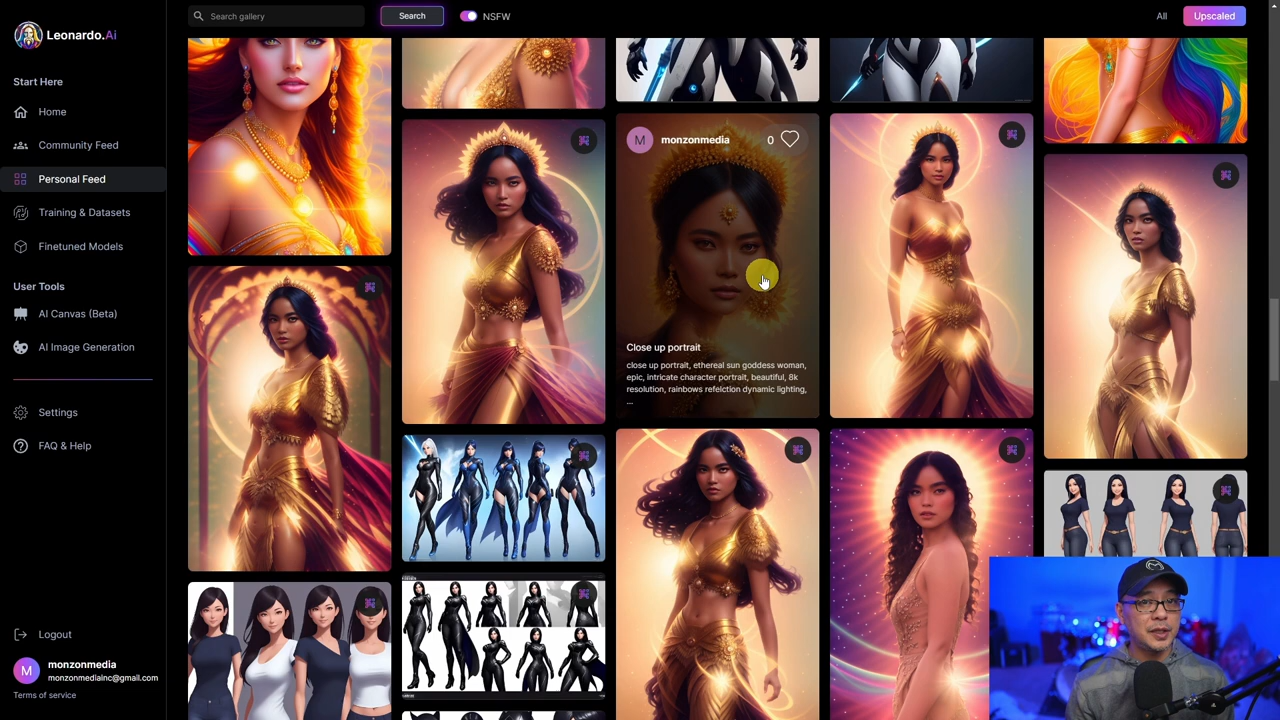 Leonardo.Ai
Start Here
Home
Community Feed
Personal Feed
Training & Datasets
Finetuned Models
User Tools
AI Canvas (Beta)
AI Image Generation
Settings
FAQ & Help
Logout
M
monzonmedia
monzonmediainc@gmail.com
Terms of service
Search gallery
Search
NSFW
All
Upscaled
M
monzonmedia
0
Close up portrait
close up portrait, ethereal sun goddess woman,
epic, intricate character portrait, beautiful, 8k
resolution, rainbows refelction dynamic lighting,
...